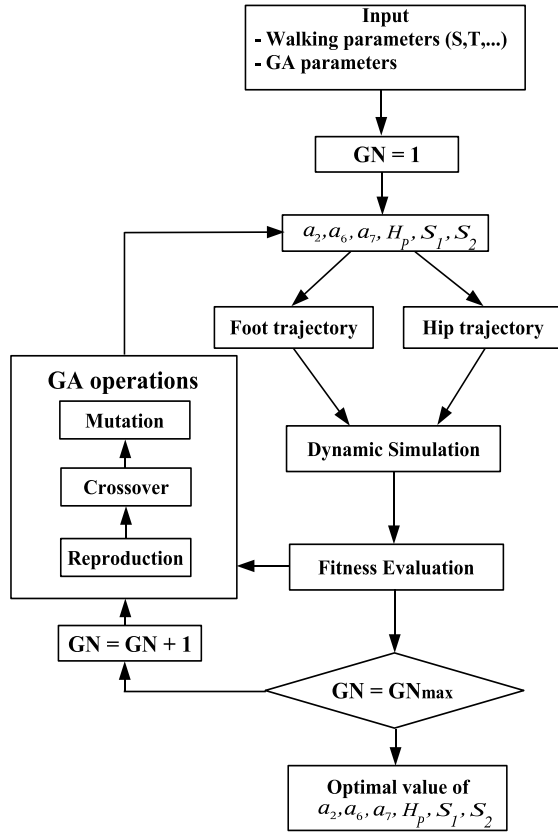 Input
- Walking parameters (S,T,...)
- GA parameters
GN = 1
a₂, a₆, a₇, Hₚ, S₁, S₂
Foot trajectory
Hip trajectory
GA operations
Mutation
Crossover
Reproduction
Dynamic Simulation
Fitness Evaluation
GN = GN + 1
GN = GNmax
Optimal value of
a₂, a₆, a₇, Hₚ, S₁, S₂